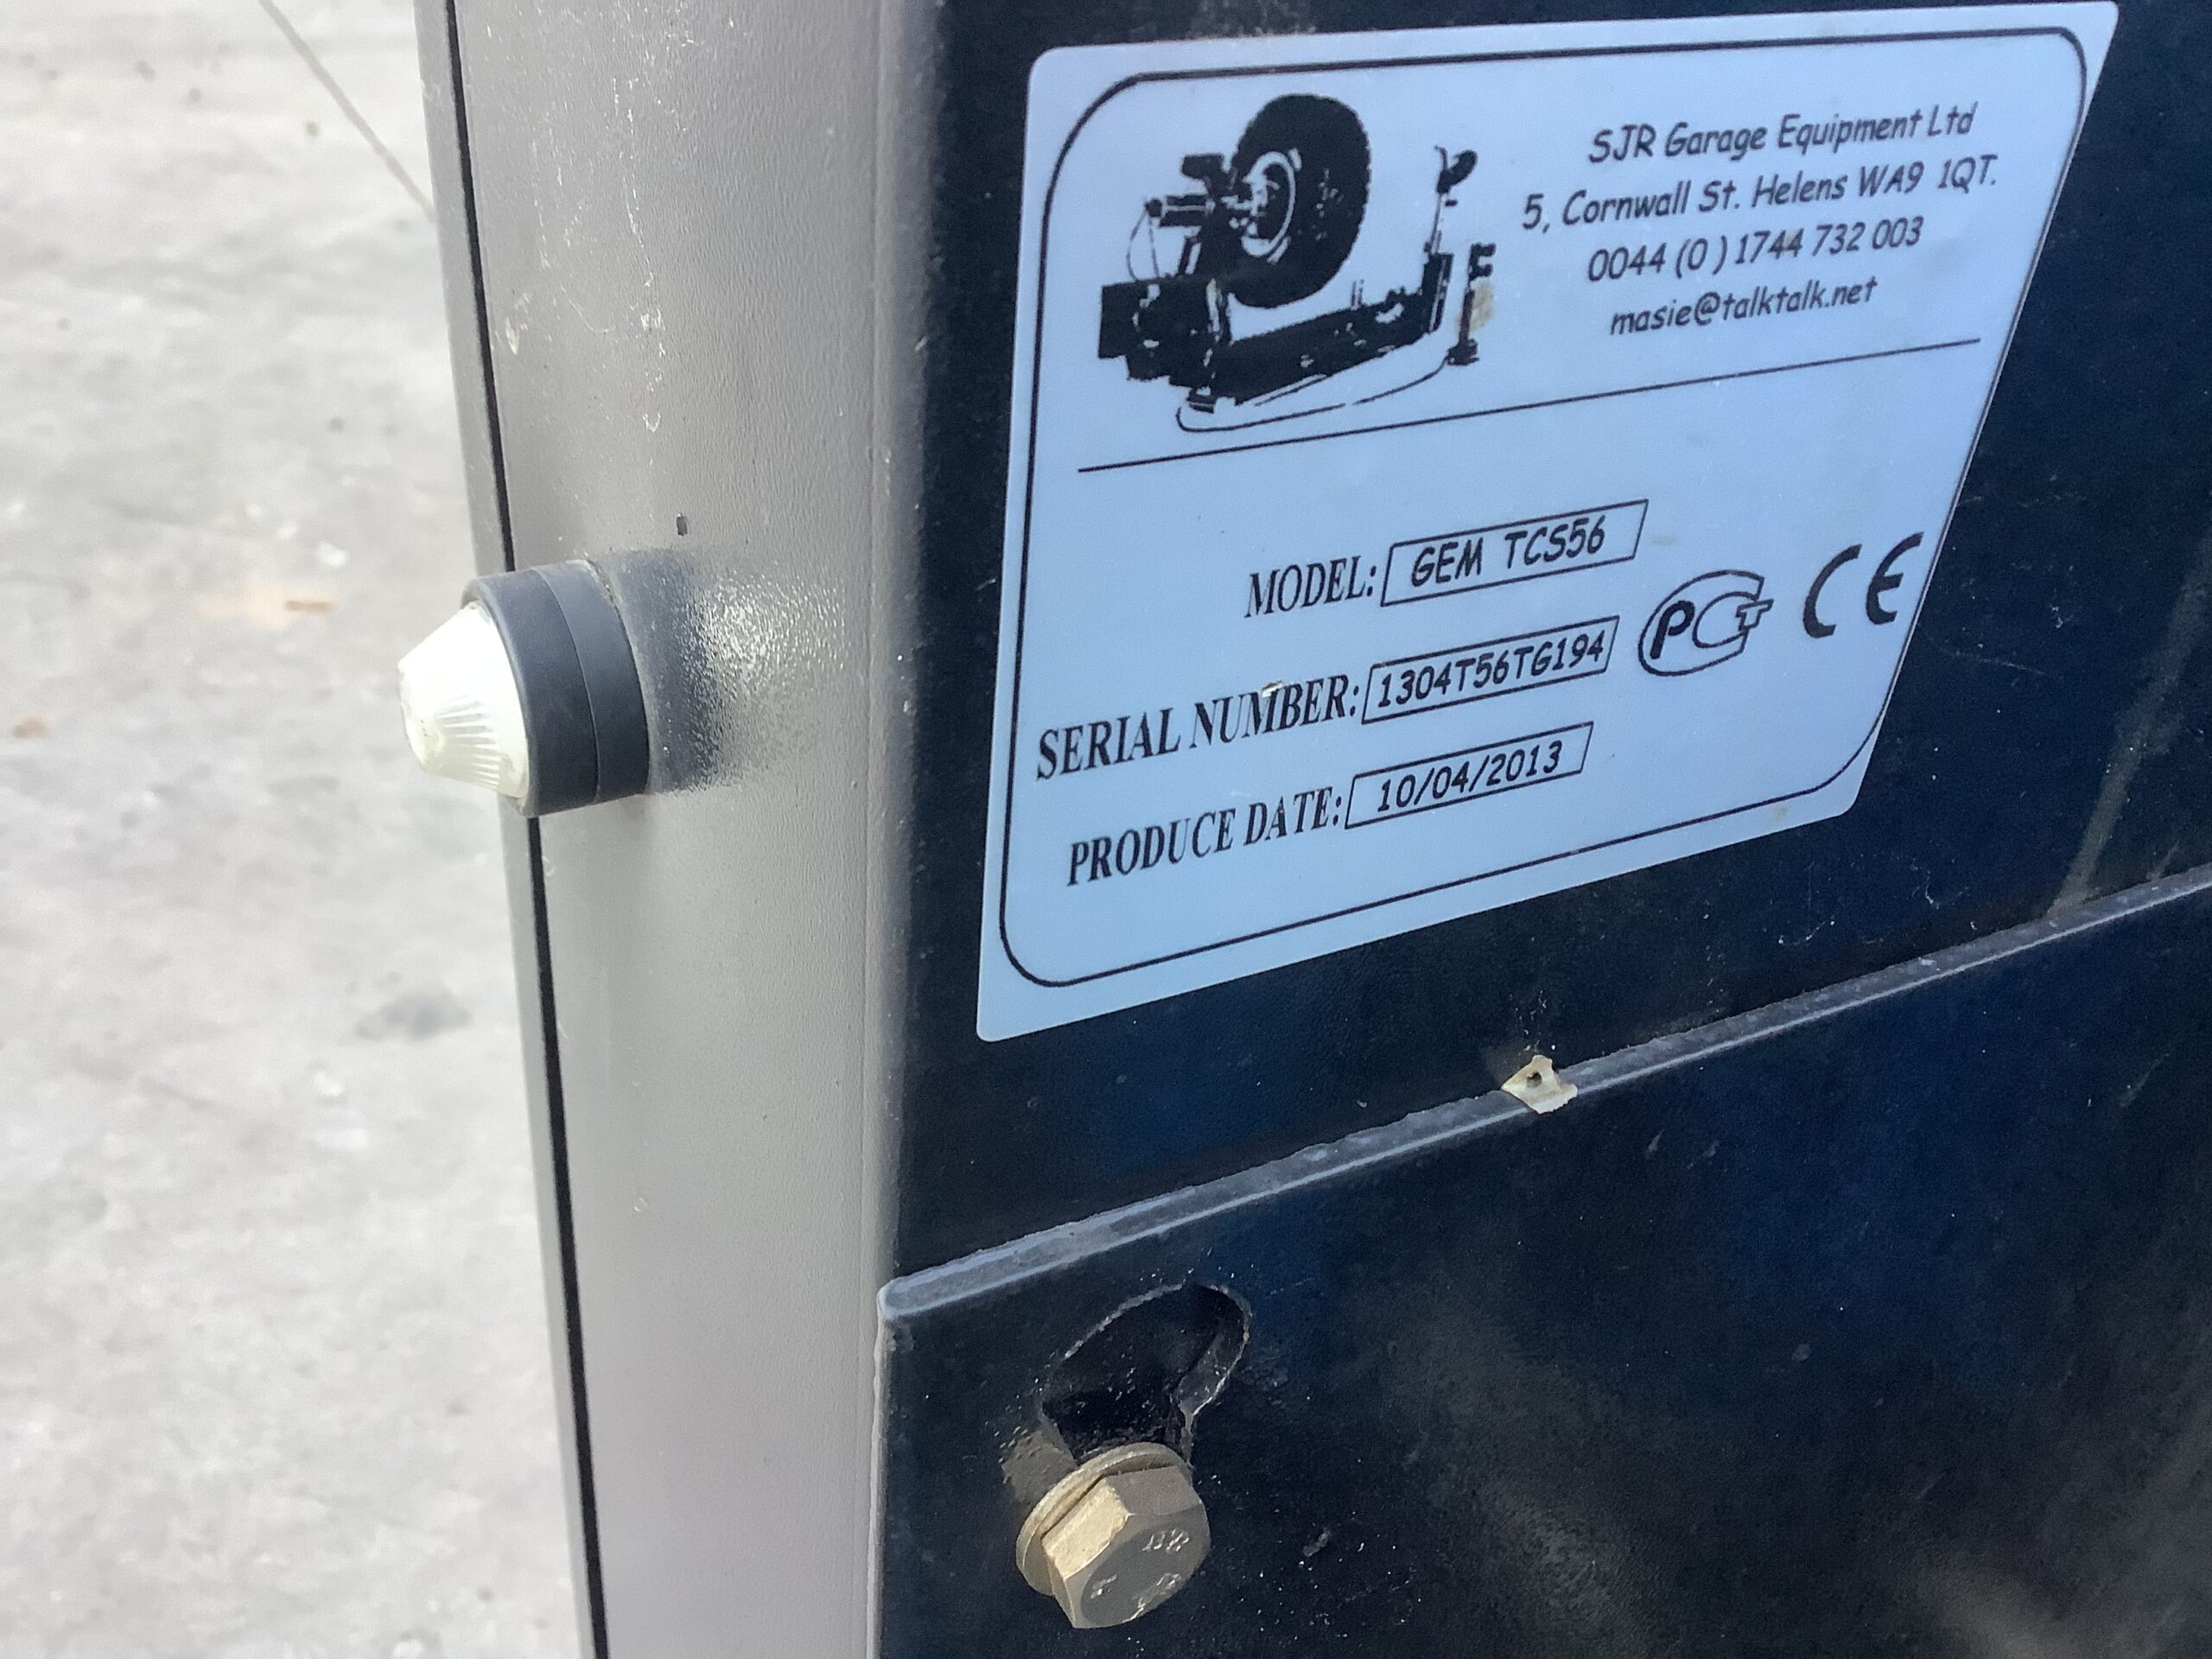 SJR Garage Equipment Ltd
5, Cornwall St. Helens WA9 1QT.
0044 (0) 1744 732 003
masie@talktalk.net
MODEL: GEM TCS56
SERIAL NUMBER: 1304T56TG194
PRODUCE DATE: 10/04/2013
PCT CE